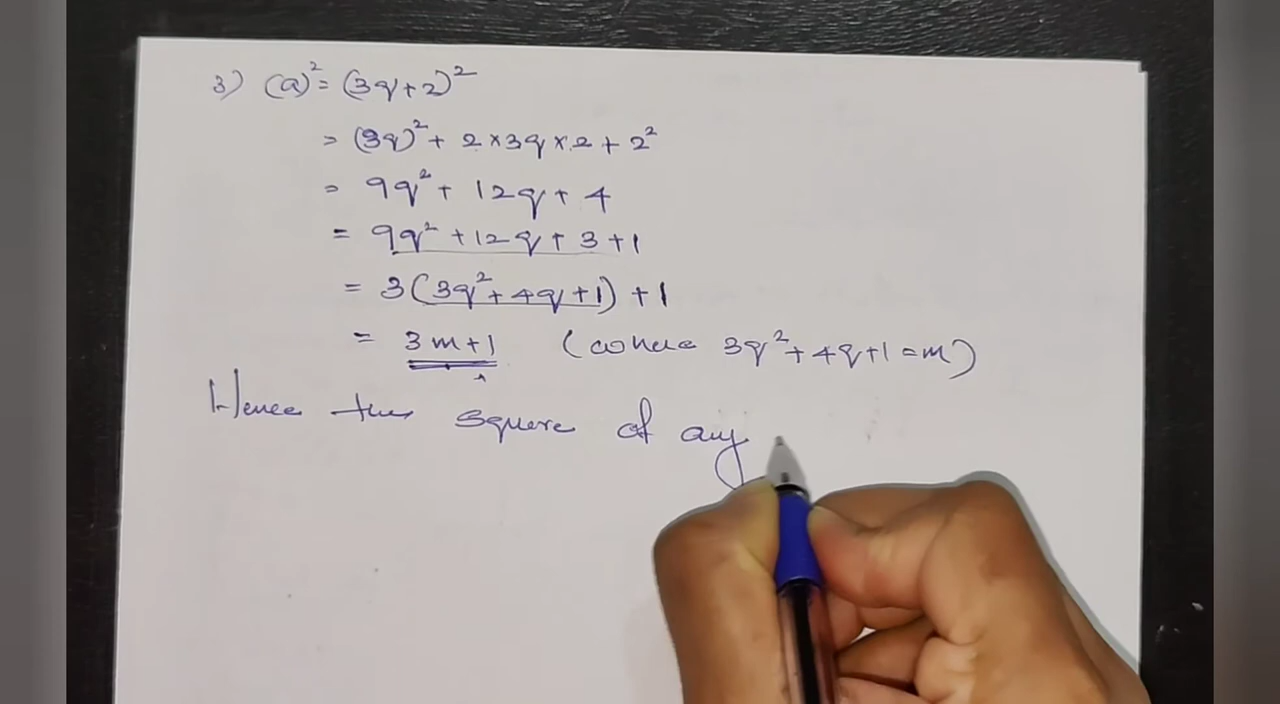 3) (a)² = (3q+2)²
= (3q)² + 2×3q×2 + 2²
= 9q² + 12q + 4
= 9q² + 12q + 3 + 1
= 3(3q² + 4q + 1) + 1
= 3m+1 (where 3q² + 4q + 1 = m)
Hence the square of any